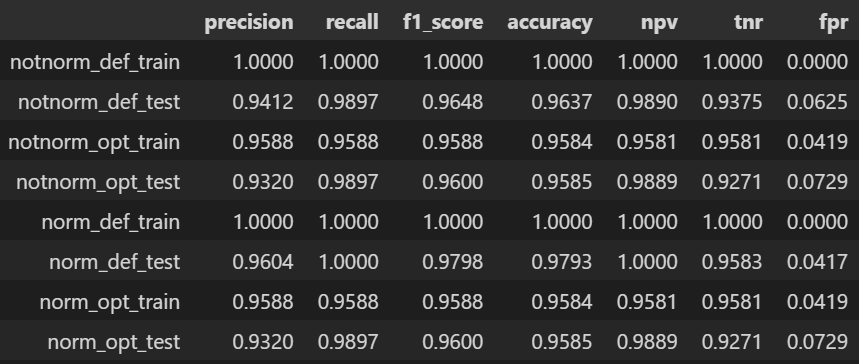 precision recall f1_score accuracy npv tnr fpr
notnorm_def_train 1.0000 1.0000 1.0000 1.0000 1.0000 1.0000 0.0000
notnorm_def_test 0.9412 0.9897 0.9648 0.9637 0.9890 0.9375 0.0625
notnorm_opt_train 0.9588 0.9588 0.9588 0.9584 0.9581 0.9581 0.0419
notnorm_opt_test 0.9320 0.9897 0.9600 0.9585 0.9889 0.9271 0.0729
norm_def_train 1.0000 1.0000 1.0000 1.0000 1.0000 1.0000 0.0000
norm_def_test 0.9604 1.0000 0.9798 0.9793 1.0000 0.9583 0.0417
norm_opt_train 0.9588 0.9588 0.9588 0.9584 0.9581 0.9581 0.0419
norm_opt_test 0.9320 0.9897 0.9600 0.9585 0.9889 0.9271 0.0729